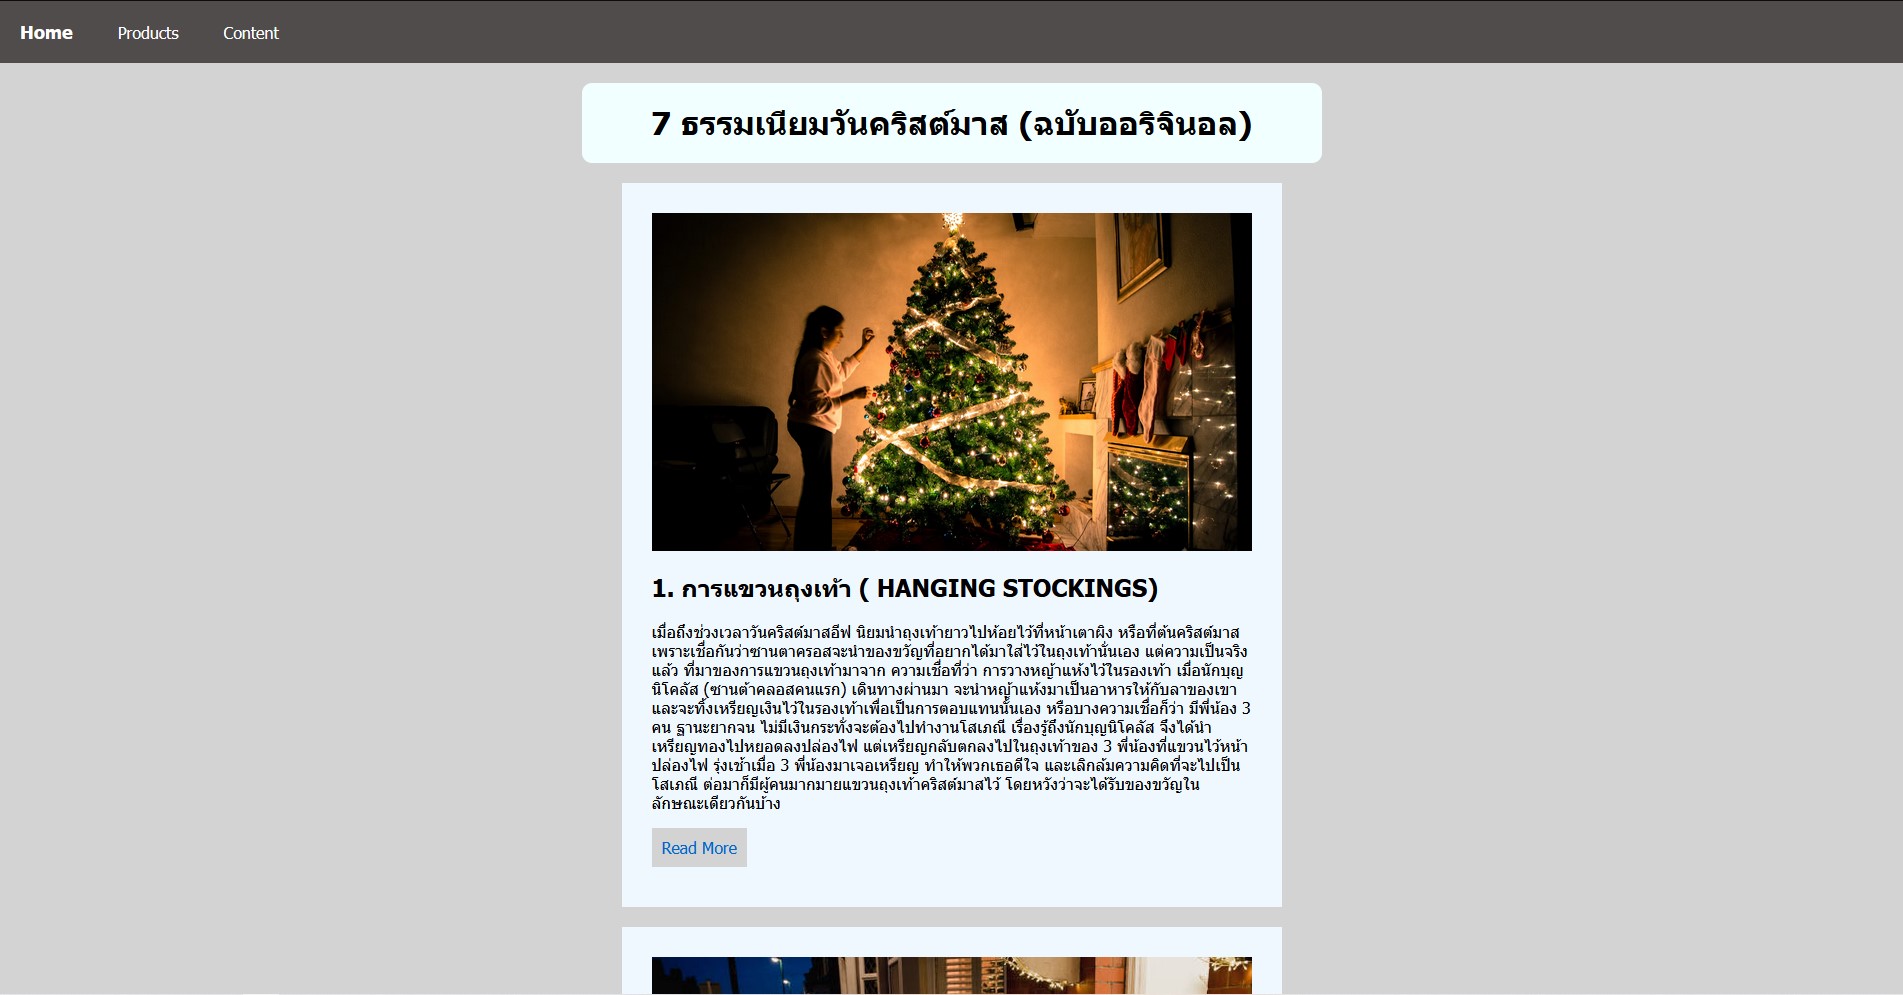 Home Products Content
7 ธรรมเนียมวันคริสต์มาส (ฉบับออริจินอล)
1. การแขวนถุงเท้า ( HANGING STOCKINGS)
เมื่อถึงช่วงเวลาวันคริสต์มาสอีฟ นิยมนำถุงเท้ายาวไปห้อยไว้ที่หน้าเตาผิง หรือที่ต้นคริสต์มาส
เพราะเชื่อกันว่าซานตาครอสจะนำของขวัญที่อยากได้มาใส่ไว้ในถุงเท้านั่นเอง แต่ความเป็นจริง
แล้ว ที่มาของการแขวนถุงเท้ามาจาก ความเชื่อที่ว่า การวางหญ้าแห้งไว้ในรองเท้า เมื่อนักบุญ
นิโคลัส (ซานต้าคลอสคนแรก) เดินทางผ่านมา จะนำหญ้าแห้งมาเป็นอาหารให้กับลาของเขา
และจะทิ้งเหรียญเงินไว้ในรองเท้าเพื่อเป็นการตอบแทนนั้นเอง หรือบางความเชื่อก็ว่า มีพี่น้อง 3
คน ฐานะยากจน ไม่มีเงินกระทั่งจะต้องไปทำงานโสเภณี เรื่องรู้ถึงนักบุญนิโคลัส จึงได้นำ
เหรียญทองไปหยอดลงปล่องไฟ แต่เหรียญกลับตกลงไปในถุงเท้าของ 3 พี่น้องที่แขวนไว้หน้า
ปล่องไฟ รุ่งเช้าเมื่อ 3 พี่น้องมาเจอเหรียญ ทำให้พวกเธอดีใจ และเลิกล้มความคิดที่จะไปเป็น
โสเภณี ต่อมาก็มีผู้คนมากมายแขวนถุงเท้าคริสต์มาสไว้ โดยหวังว่าจะได้รับของขวัญใน
ลักษณะเดียวกันบ้าง
Read More